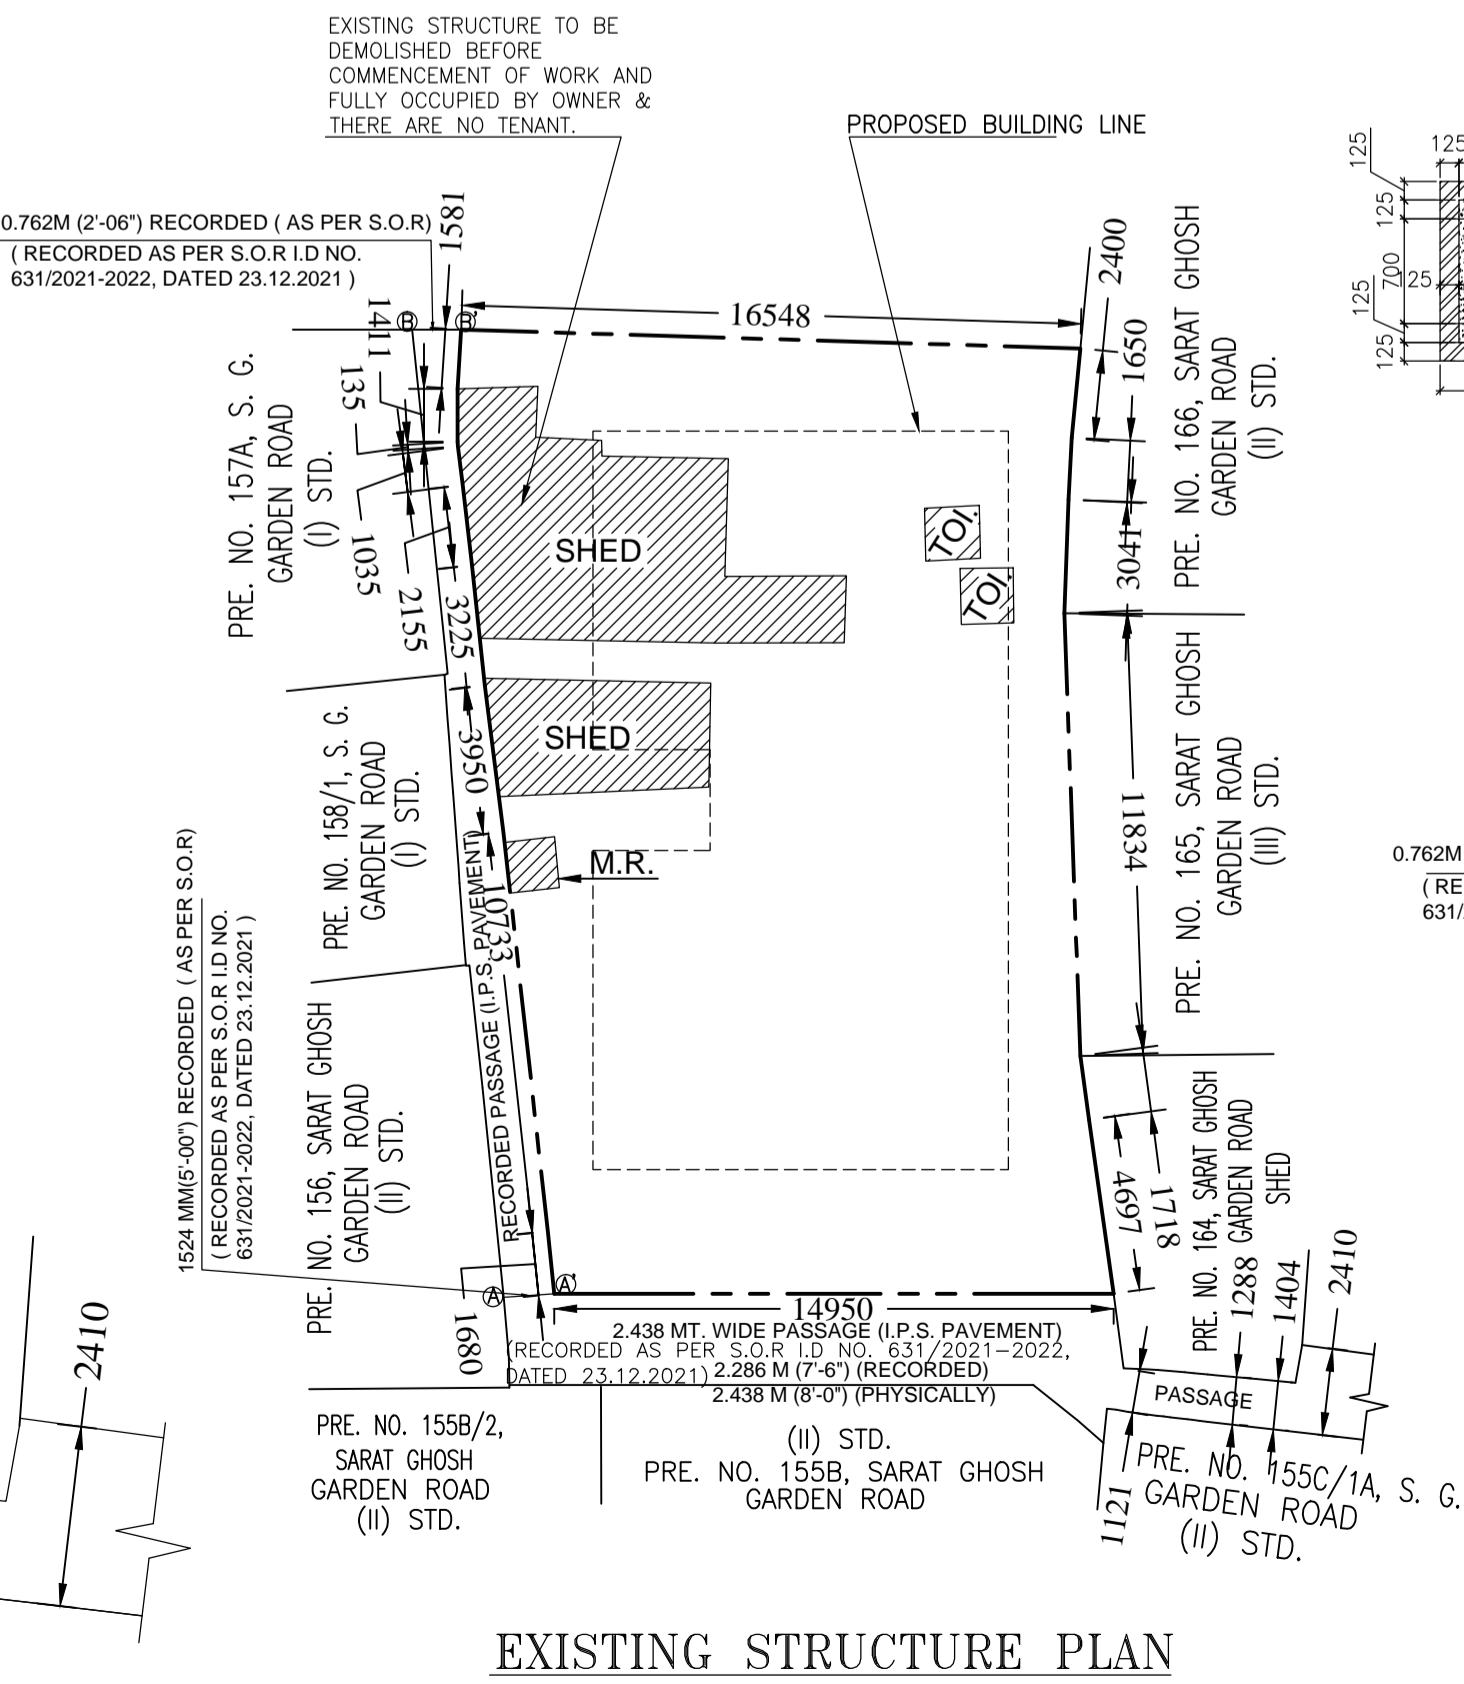 EXISTING STRUCTURE TO BE
DEMOLISHED BEFORE
COMMENCEMENT OF WORK AND
FULLY OCCUPIED BY OWNER &
THERE ARE NO TENANT.
PROPOSED BUILDING LINE
0.762M (2'-06") RECORDED ( AS PER S.O.R)
( RECORDED AS PER S.O.R I.D NO.
631/2021-2022, DATED 23.12.2021 )
1581
1411
135
1035
2155
3225
3950
10733
B
B'
16548
2400
1650
3041
11834
4697
1718
1288
1404
2410
PRE. NO. 157A, S. G.
GARDEN ROAD
(I) STD.
PRE. NO. 166, SARAT GHOSH
GARDEN ROAD
(II) STD.
125
125
125
700
125
125
125
SHED
TOI.
TOI.
SHED
M.R.
PRE. NO. 158/1, S. G.
GARDEN ROAD
(I) STD.
PRE. NO. 165, SARAT GHOSH
GARDEN ROAD
(III) STD.
0.762M
( RE
631/
1524 MM(5'-00") RECORDED ( AS PER S.O.R)
( RECORDED AS PER S.O.R I.D NO.
631/2021-2022, DATED 23.12.2021 )
RECORDED PASSAGE (I.P.S. PAVEMENT)
PRE. NO. 156, SARAT GHOSH
GARDEN ROAD
(II) STD.
PRE. NO. 164, SARAT GHOSH
GARDEN ROAD
SHED
A
A'
1680
14950
2.438 MT. WIDE PASSAGE (I.P.S. PAVEMENT)
(RECORDED AS PER S.O.R I.D NO. 631/2021-2022,
DATED 23.12.2021)
2.286 M (7'-6") (RECORDED)
2.438 M (8'-0") (PHYSICALLY)
PASSAGE
1121
2410
PRE. NO. 155B/2,
SARAT GHOSH
GARDEN ROAD
(II) STD.
(II) STD.
PRE. NO. 155B, SARAT GHOSH
GARDEN ROAD
PRE. NO. 155C/1A, S. G.
GARDEN ROAD
(II) STD.
EXISTING STRUCTURE PLAN